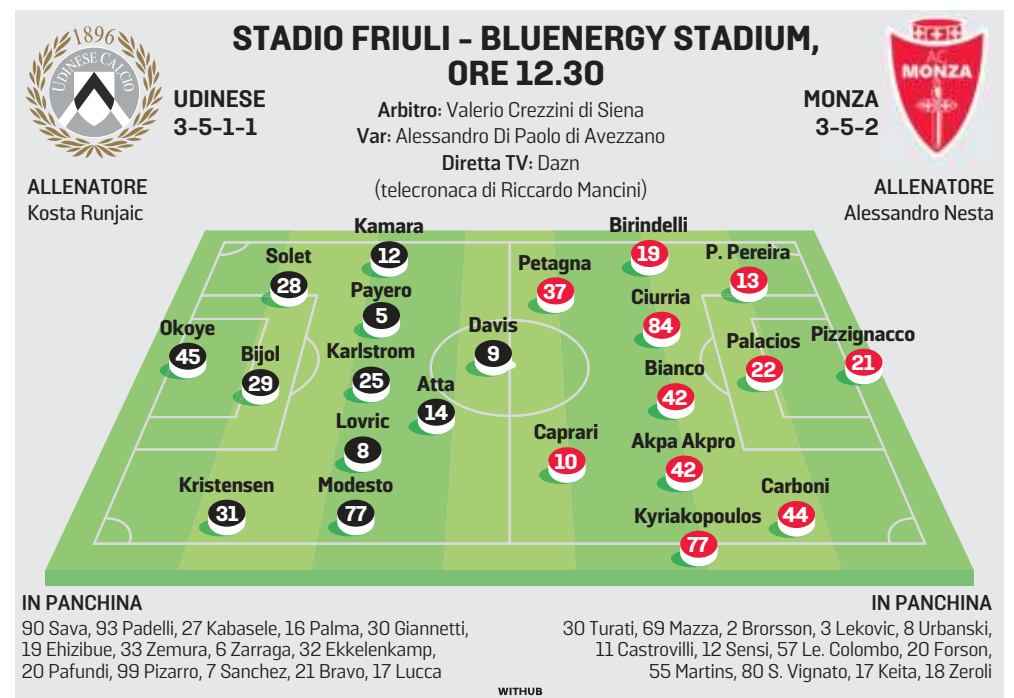 1896
UDINESE CALCIO
STADIO FRIULI - BLUENERGY STADIUM,
ORE 12.30
Arbitro: Valerio Crezzini di Siena
Var: Alessandro Di Paolo di Avezzano
Diretta TV: Dazn
(telecronaca di Riccardo Mancini)
UDINESE
3-5-1-1
ALLENATORE
Kosta Runjaic
AC
MONZA
MONZA
3-5-2
ALLENATORE
Alessandro Nesta
Okoye
45
Solet
28
Bijol
29
Kristensen
31
Kamara
12
Payero
5
Karlstrom
25
Lovric
8
Modesto
77
Atta
14
Davis
9
Petagna
37
Caprari
10
Birindelli
19
Ciurria
84
Bianco
42
Akpa Akpro
42
Kyriakopoulos
77
P. Pereira
13
Palacios
22
Carboni
44
Pizzignacco
21
IN PANCHINA
90 Sava, 93 Padelli, 27 Kabasele, 16 Palma, 30 Giannetti,
19 Ehizibue, 33 Zemura, 6 Zarraga, 32 Ekkelenkamp,
20 Pafundi, 99 Pizarro, 7 Sanchez, 21 Bravo, 17 Lucca
IN PANCHINA
30 Turati, 69 Mazza, 2 Brorsson, 3 Lekovic, 8 Urbanski,
11 Castrovilli, 12 Sensi, 57 Le. Colombo, 20 Forson,
55 Martins, 80 S. Vignato, 17 Keita, 18 Zeroli
WITHUB